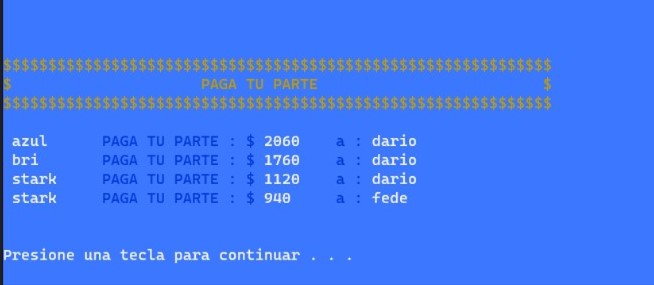 $$$$$$$$$$$$$$$$$$$$$$$$$$$$$$$$$$$$$$$$$$$$$$$$$$$$$$$$$$$$$
$                     PAGA TU PARTE                         $
$$$$$$$$$$$$$$$$$$$$$$$$$$$$$$$$$$$$$$$$$$$$$$$$$$$$$$$$$$$$$
azul      PAGA TU PARTE : $ 2060    a : dario
bri       PAGA TU PARTE : $ 1760    a : dario
stark     PAGA TU PARTE : $ 1120    a : dario
stark     PAGA TU PARTE : $ 940     a : fede
Presione una tecla para continuar . . .